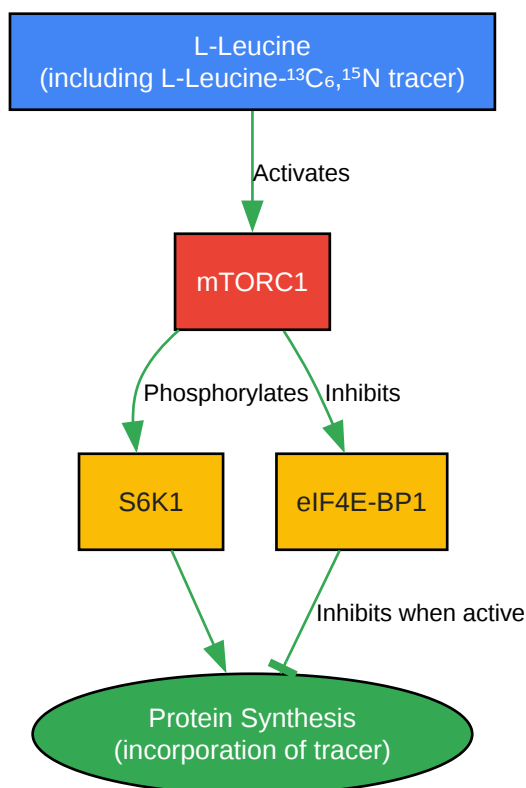 L-Leucine
(including L-Leucine-¹³C₆,¹⁵N tracer)
Activates
mTORC1
Phosphorylates
Inhibits
S6K1
eIF4E-BP1
Inhibits when active
Protein Synthesis
(incorporation of tracer)